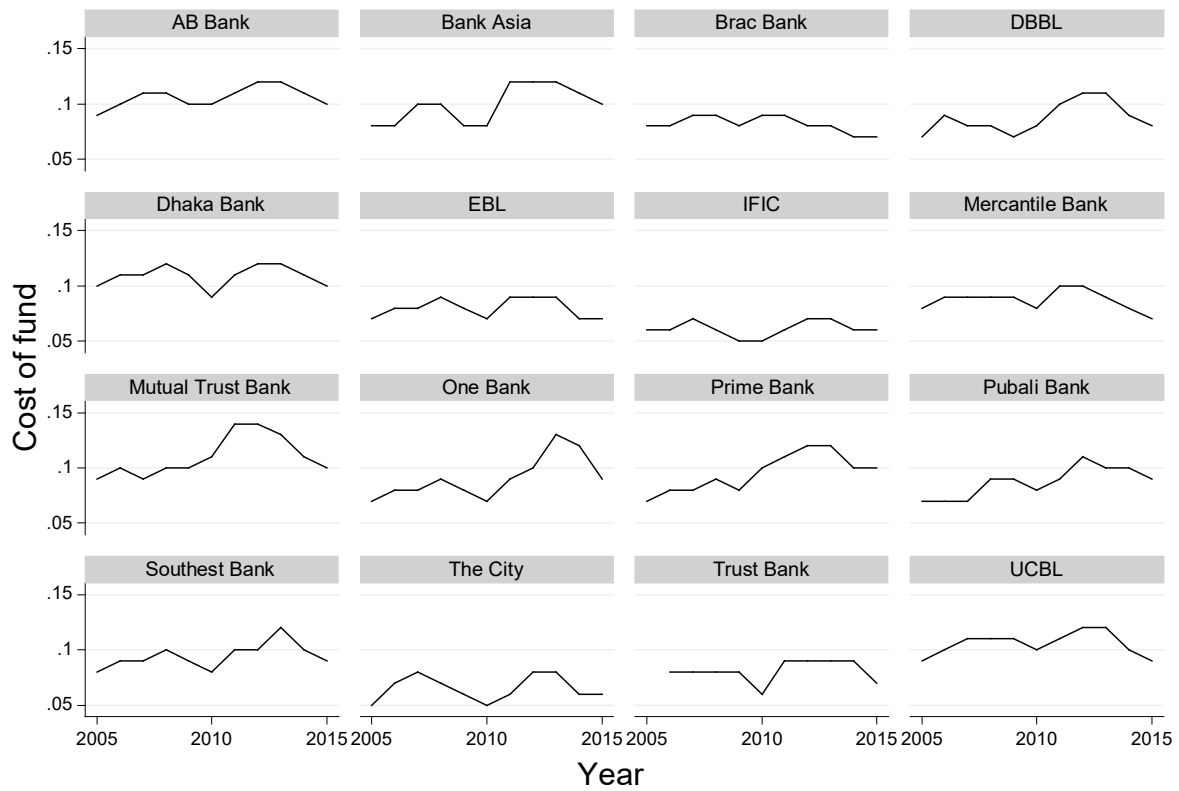 AB Bank
Bank Asia
Brac Bank
DBBL
.15
.1
.05
Dhaka Bank
EBL
IFIC
Mercantile Bank
.15
.1
.05
Cost of fund
Mutual Trust Bank
One Bank
Prime Bank
Pubali Bank
.15
.1
.05
Southest Bank
The City
Trust Bank
UCBL
.15
.1
.05
2005 2010 2015 2005 2010 2015 2005 2010 2015 2005 2010 2015
Year